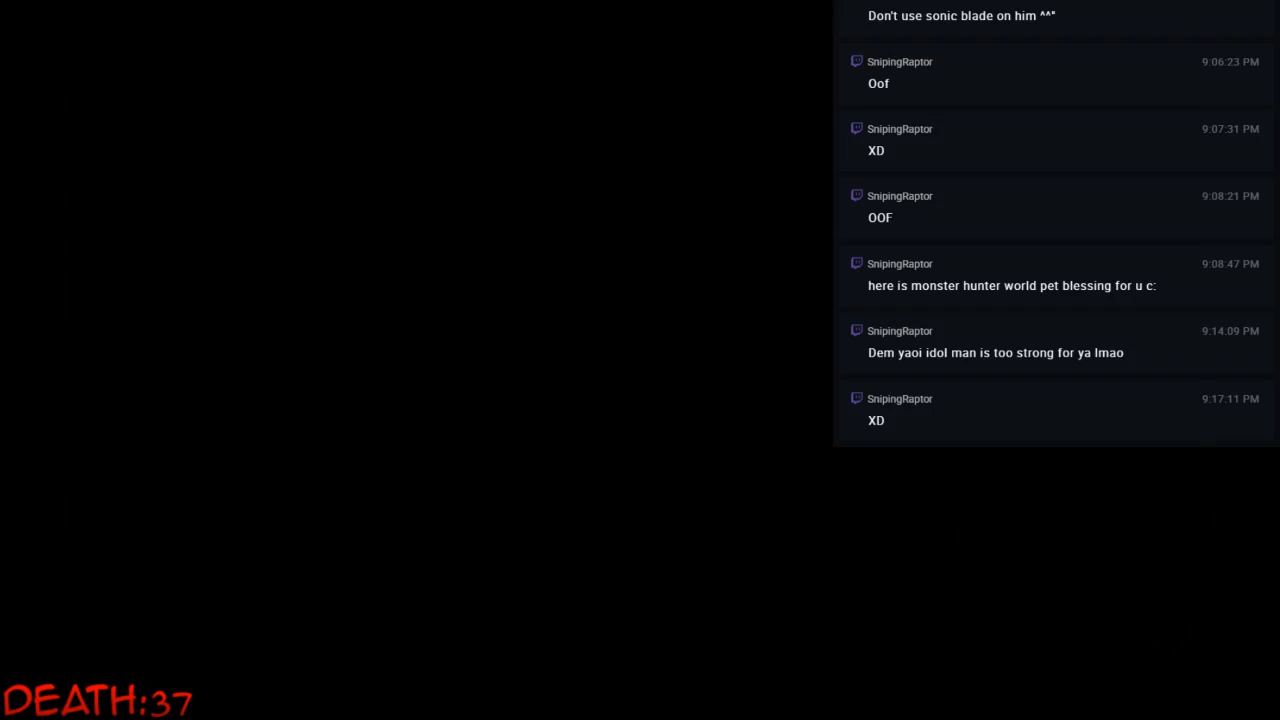 Don't use sonic blade on him ^^"
SnipingRaptor 9:06:23 PM
Oof
SnipingRaptor 9:07:31 PM
XD
SnipingRaptor 9:08:21 PM
OOF
SnipingRaptor 9:08:47 PM
here is monster hunter world pet blessing for u c:
SnipingRaptor 9:14:09 PM
Dem yaoi idol man is too strong for ya lmao
SnipingRaptor 9:17:11 PM
XD
DEATH:37